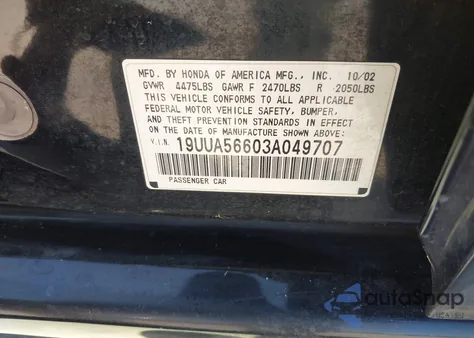 MFD. BY HONDA OF AMERICA MFG., INC. 10/02
GVWR 4475LBS GAWR F 2470LBS R 2050LBS
THIS VEHICLE CONFORMS TO ALL APPLICABLE
FEDERAL MOTOR VEHICLE SAFETY, BUMPER,
AND THEFT PREVENTION STANDARDS IN EFFECT
ON THE DATE OF MANUFACTURE SHOWN ABOVE.
V.I.N. 19UUA56603A049707
PASSENGER CAR
autoSnap